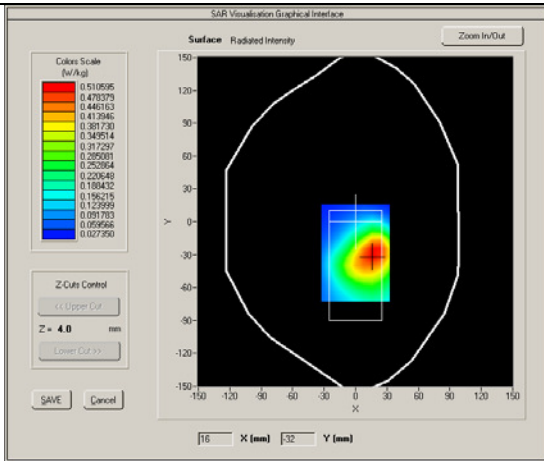 SAR Visualisation Graphical Interface
Surface Radiated Intensity
Zoom In/Out
Colors Scale
(W/kg)
0.510595
0.478379
0.446163
0.413946
0.381730
0.349514
0.317297
0.285081
0.252864
0.220648
0.188432
0.156215
0.123999
0.091783
0.059566
0.027350
Z-Cuts Control
<< Upper Cut
Z = 4.0 mm
Lower Cut >>
SAVE Cancel
150
120
90
60
30
0
-30
-60
-90
-120
-150
Y
-150 -120 -90 -60 -30 0 30 60 90 120 150
X
16 X (mm) -32 Y (mm)